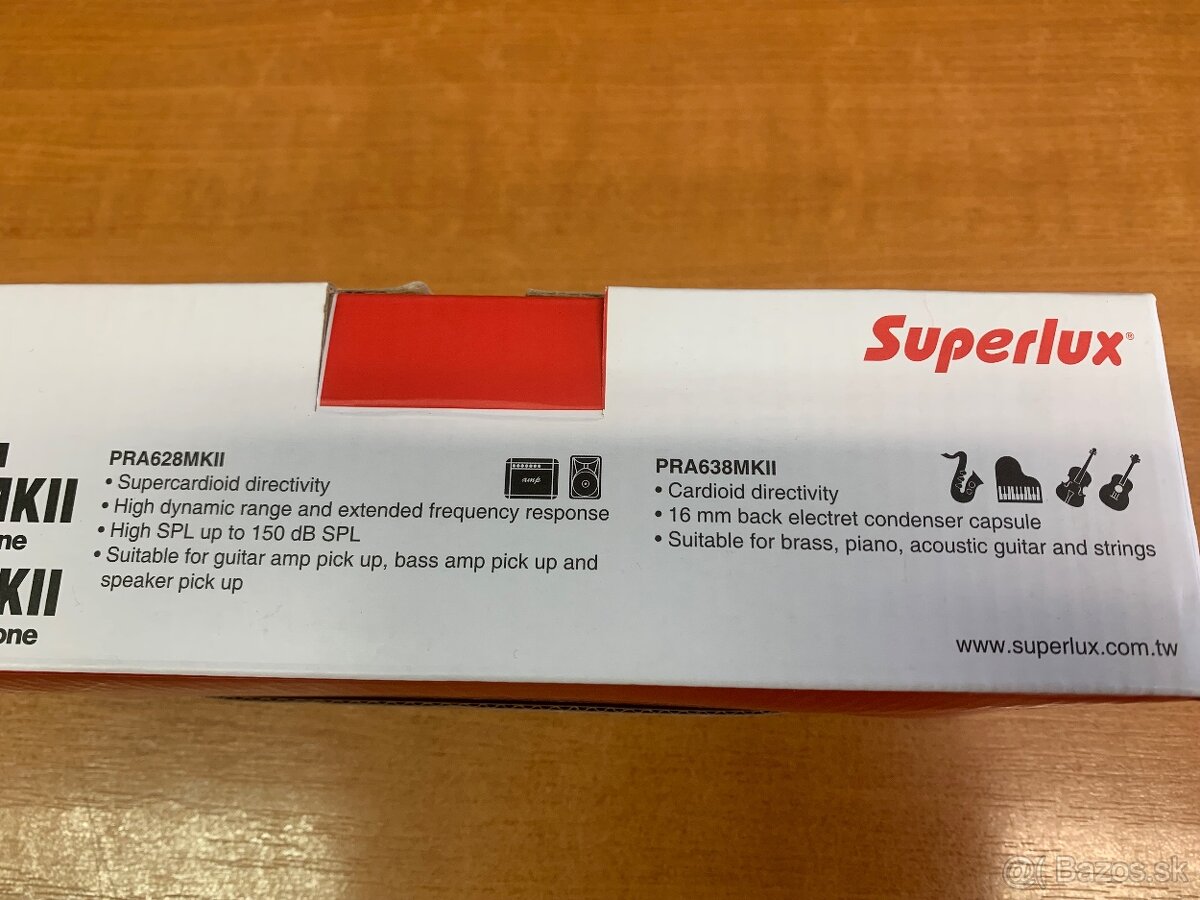 Superlux®
MKII
ne
KII
one
PRA628MKII
• Supercardioid directivity
• High dynamic range and extended frequency response
• High SPL up to 150 dB SPL
• Suitable for guitar amp pick up, bass amp pick up and
speaker pick up
amp
PRA638MKII
• Cardioid directivity
• 16 mm back electret condenser capsule
• Suitable for brass, piano, acoustic guitar and strings
www.superlux.com.tw
Bazos.sk